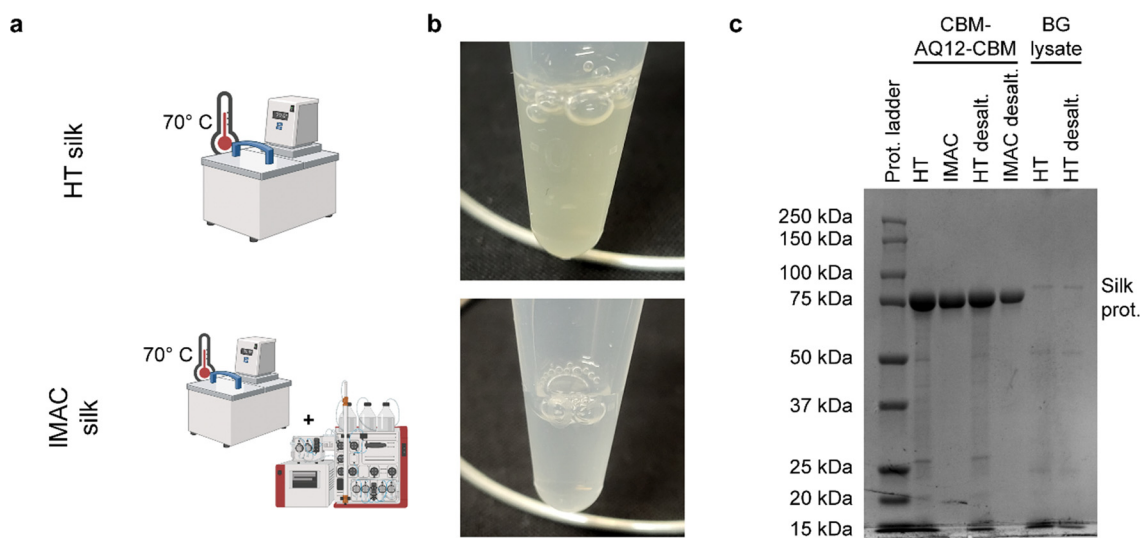 a
HT silk
70° C
IMAC
silk
70° C
+
b
c
CBM-
AQ12-CBM
BG
lysate
Prot. ladder
HT
IMAC
HT desalt.
IMAC desalt.
HT
HT desalt.
250 kDa
150 kDa
100 kDa
75 kDa
50 kDa
37 kDa
25 kDa
20 kDa
15 kDa
Silk
prot.